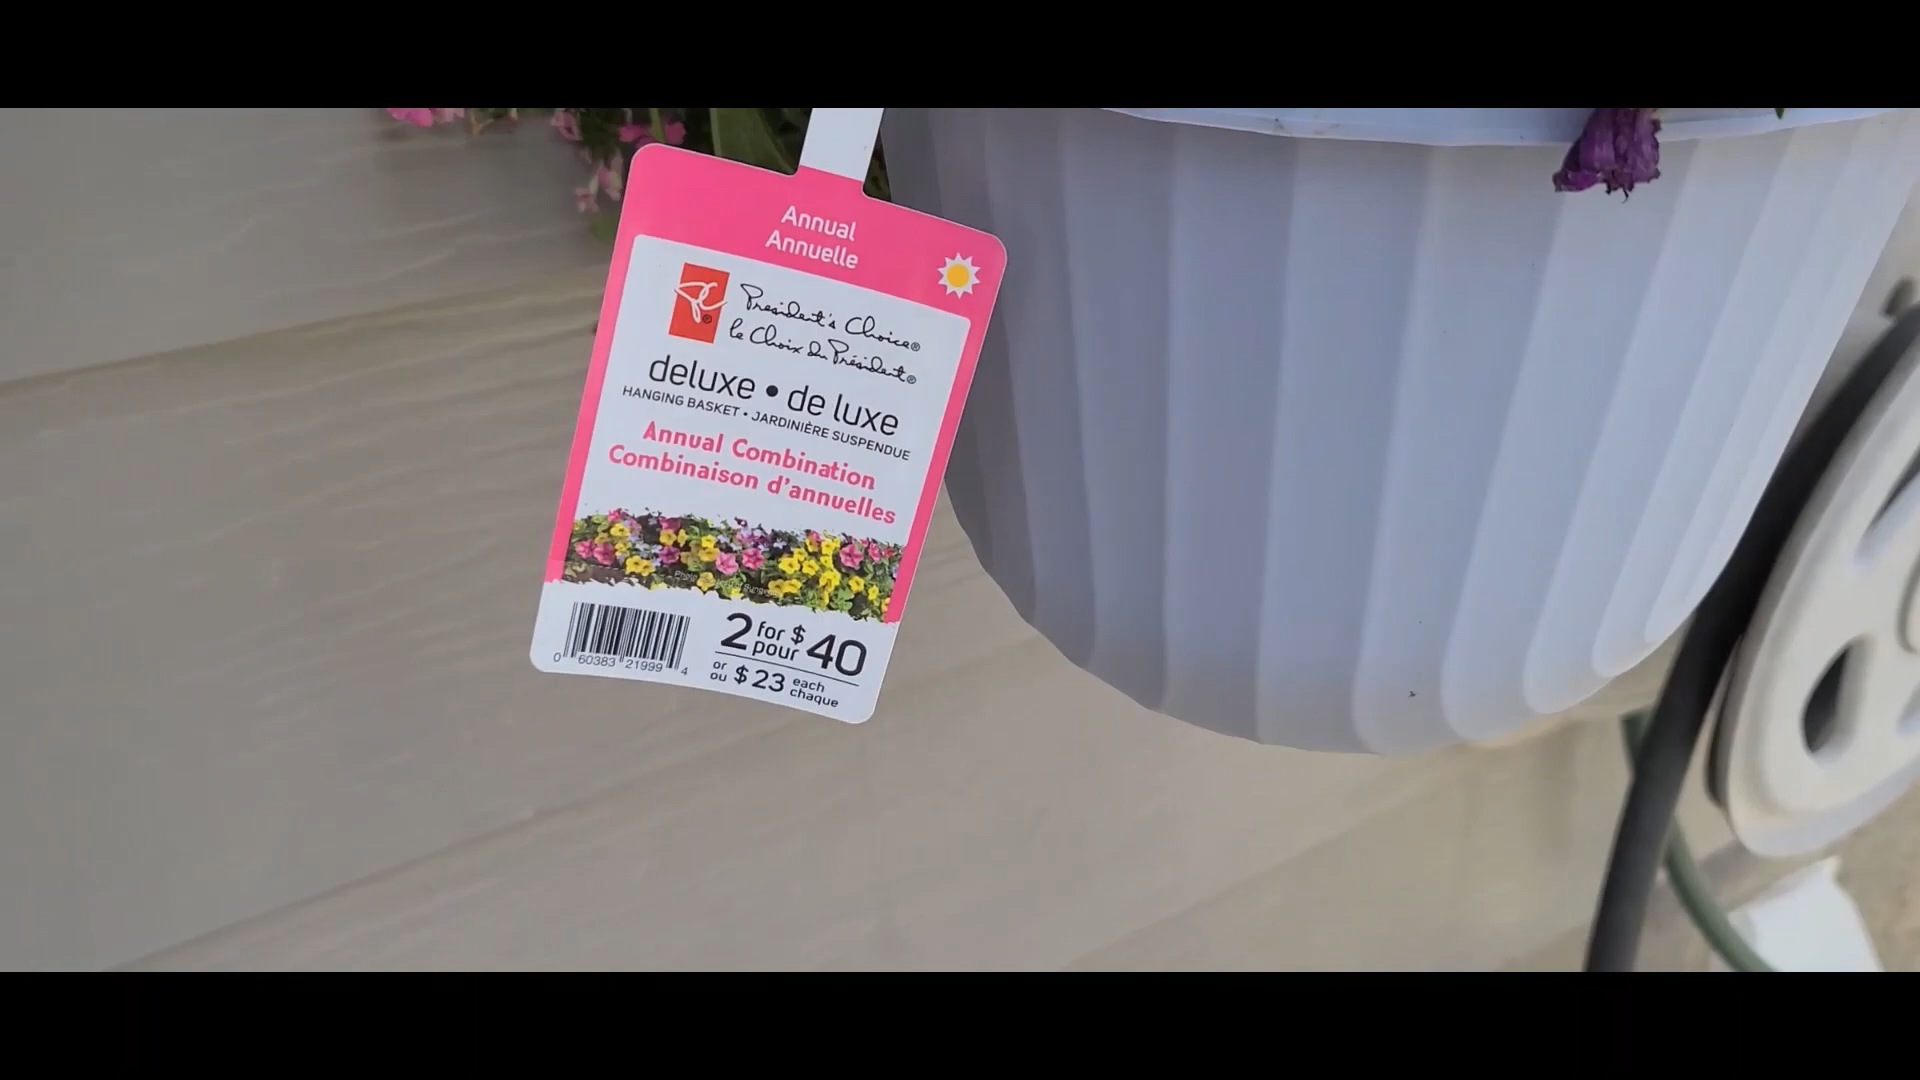 Annual
Annuelle
President's Choice®
le Choix du Président®
deluxe • de luxe
HANGING BASKET • JARDINIÈRE SUSPENDUE
Annual Combination
Combinaison d'annuelles
0 60383 21999 4
2 for $ 40
pour
or $23 each
ou chaque